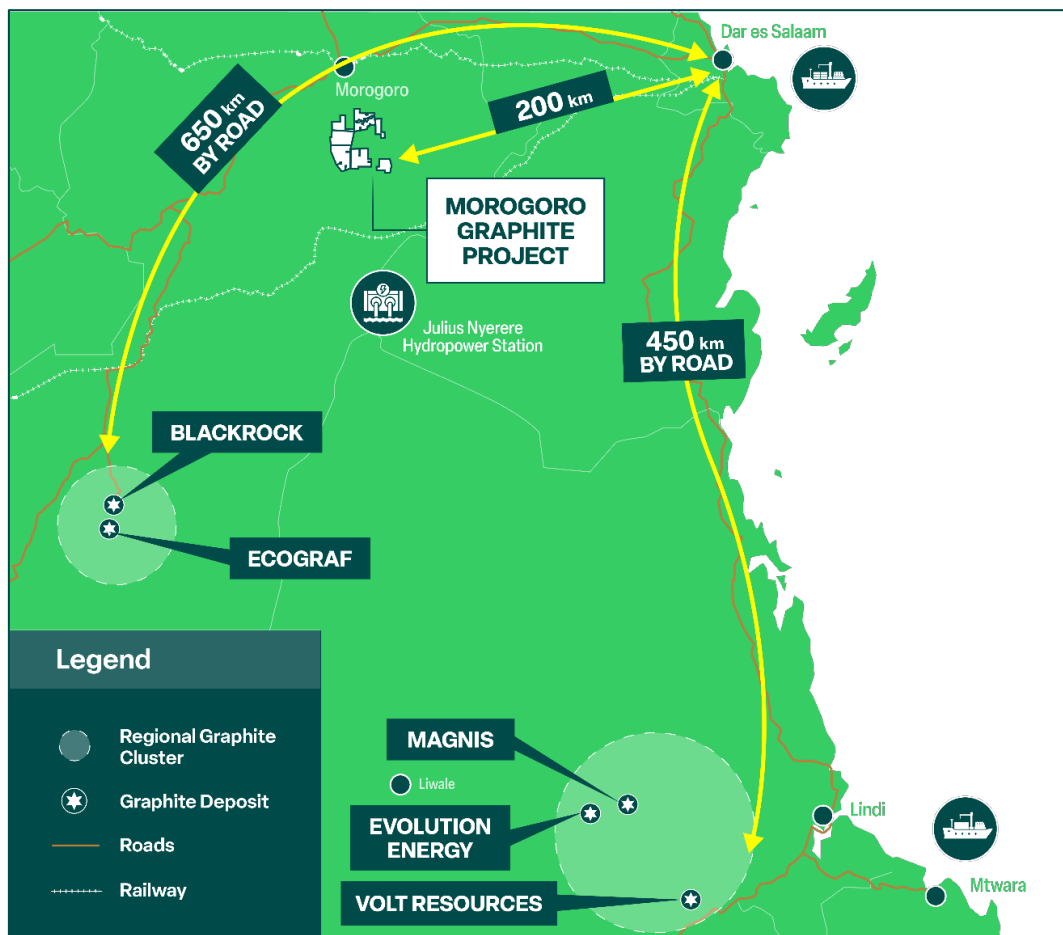 Dar es Salaam
Morogoro
650 km
BY ROAD
200 km
MOROGORO
GRAPHITE
PROJECT
Julius Nyerere
Hydropower Station
450 km
BY ROAD
BLACKROCK
ECOGRAF
Legend
Regional Graphite
Cluster
Graphite Deposit
Roads
Railway
MAGNIS
Liwale
EVOLUTION
ENERGY
VOLT RESOURCES
Lindi
Mtwara